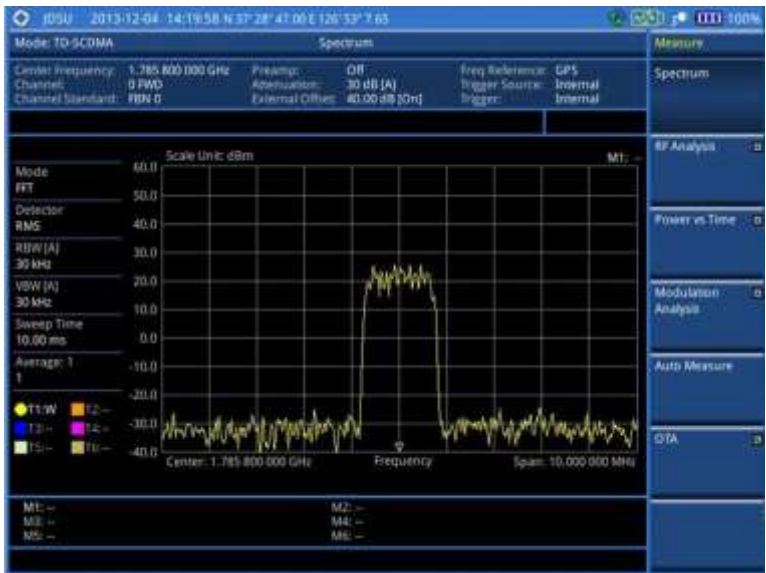 JDSU 2013-12-04 14:19:58 N 37° 28' 47.00 E 126° 53' 7.65 100%
Mode: TD-SCDMA Spectrum Measure
Center Frequency: 1.785 800 000 GHz Preamp: Off Freq Reference: GPS
Channel: 0 FWD Attenuation: 30 dB [A] Trigger Source: Internal
Channel Standard: FBN 0 External Offset: 40.00 dB [On] Trigger: Internal
Spectrum
RF Analysis
Power vs Time
Modulation
Analysis
Auto Measure
OTA
Scale Unit: dBm M1: --
Mode
FFT
Detector
RMS
RBW [A]
30 kHz
VBW [A]
30 kHz
Sweep Time
10.00 ms
Average: 1
1
T1:W T2:--
T3:-- T4:--
T5:-- T6:--
60.0
50.0
40.0
30.0
20.0
10.0
0.0
-10.0
-20.0
-30.0
-40.0
Center: 1.785 800 000 GHz Frequency Span: 10.000 000 MHz
M1: -- M2: --
M3: -- M4: --
M5: -- M6: --